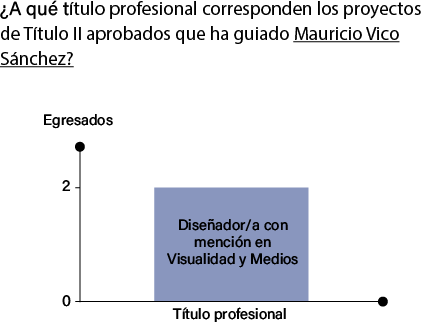 ¿A qué título profesional corresponden los proyectos
de Título II aprobados que ha guiado Mauricio Vico
Sánchez?
Egresados
2
Diseñador/a con
mención en
Visualidad y Medios
0
Título profesional